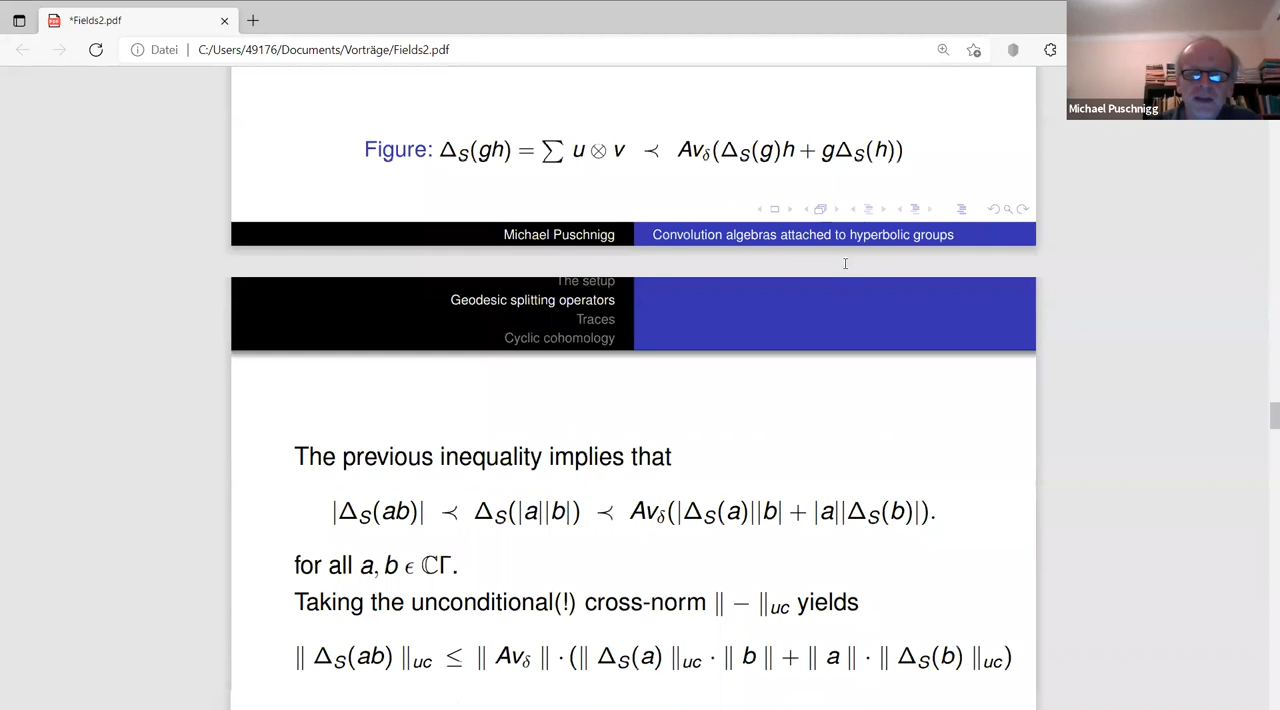 *Fields2.pdf
Datei | C:/Users/49176/Documents/Vorträge/Fields2.pdf
Michael Puschnigg
Figure: Δ_S(gh) = ∑ u ⊗ v ≺ Av_δ(Δ_S(g)h + gΔ_S(h))
Michael Puschnigg Convolution algebras attached to hyperbolic groups
The setup
Geodesic splitting operators
Traces
Cyclic cohomology
The previous inequality implies that
|Δ_S(ab)| ≺ Δ_S(|a||b|) ≺ Av_δ(|Δ_S(a)||b| + |a||Δ_S(b)|).
for all a, b ϵ ℂΓ.
Taking the unconditional(!) cross-norm ‖ − ‖_uc yields
‖ Δ_S(ab) ‖_uc ≤ ‖ Av_δ ‖ · (‖ Δ_S(a) ‖_uc · ‖ b ‖ + ‖ a ‖ · ‖ Δ_S(b) ‖_uc)